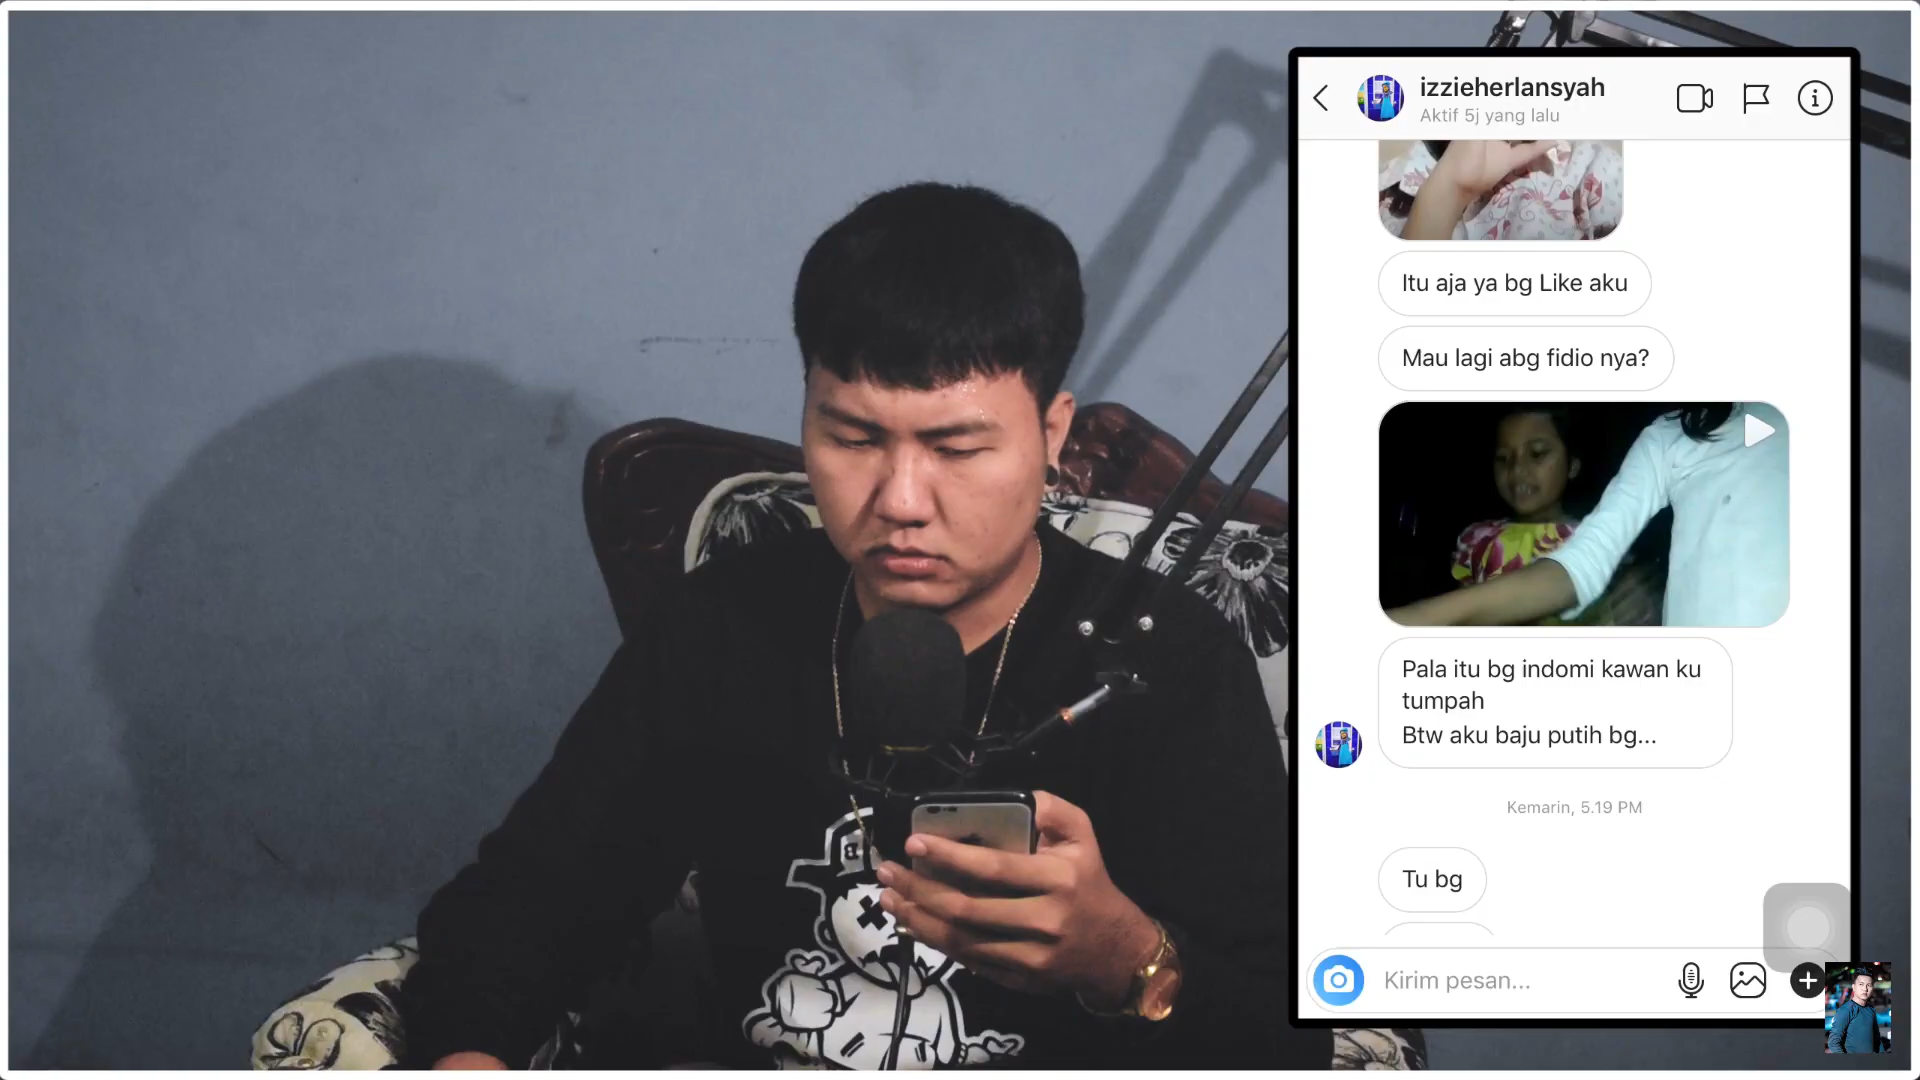 izzieherlansyah
Aktif 5j yang lalu
Itu aja ya bg Like aku
Mau lagi abg fidio nya?
Pala itu bg indomi kawan ku
tumpah
Btw aku baju putih bg...
Kemarin, 5.19 PM
Tu bg
Kirim pesan...
B